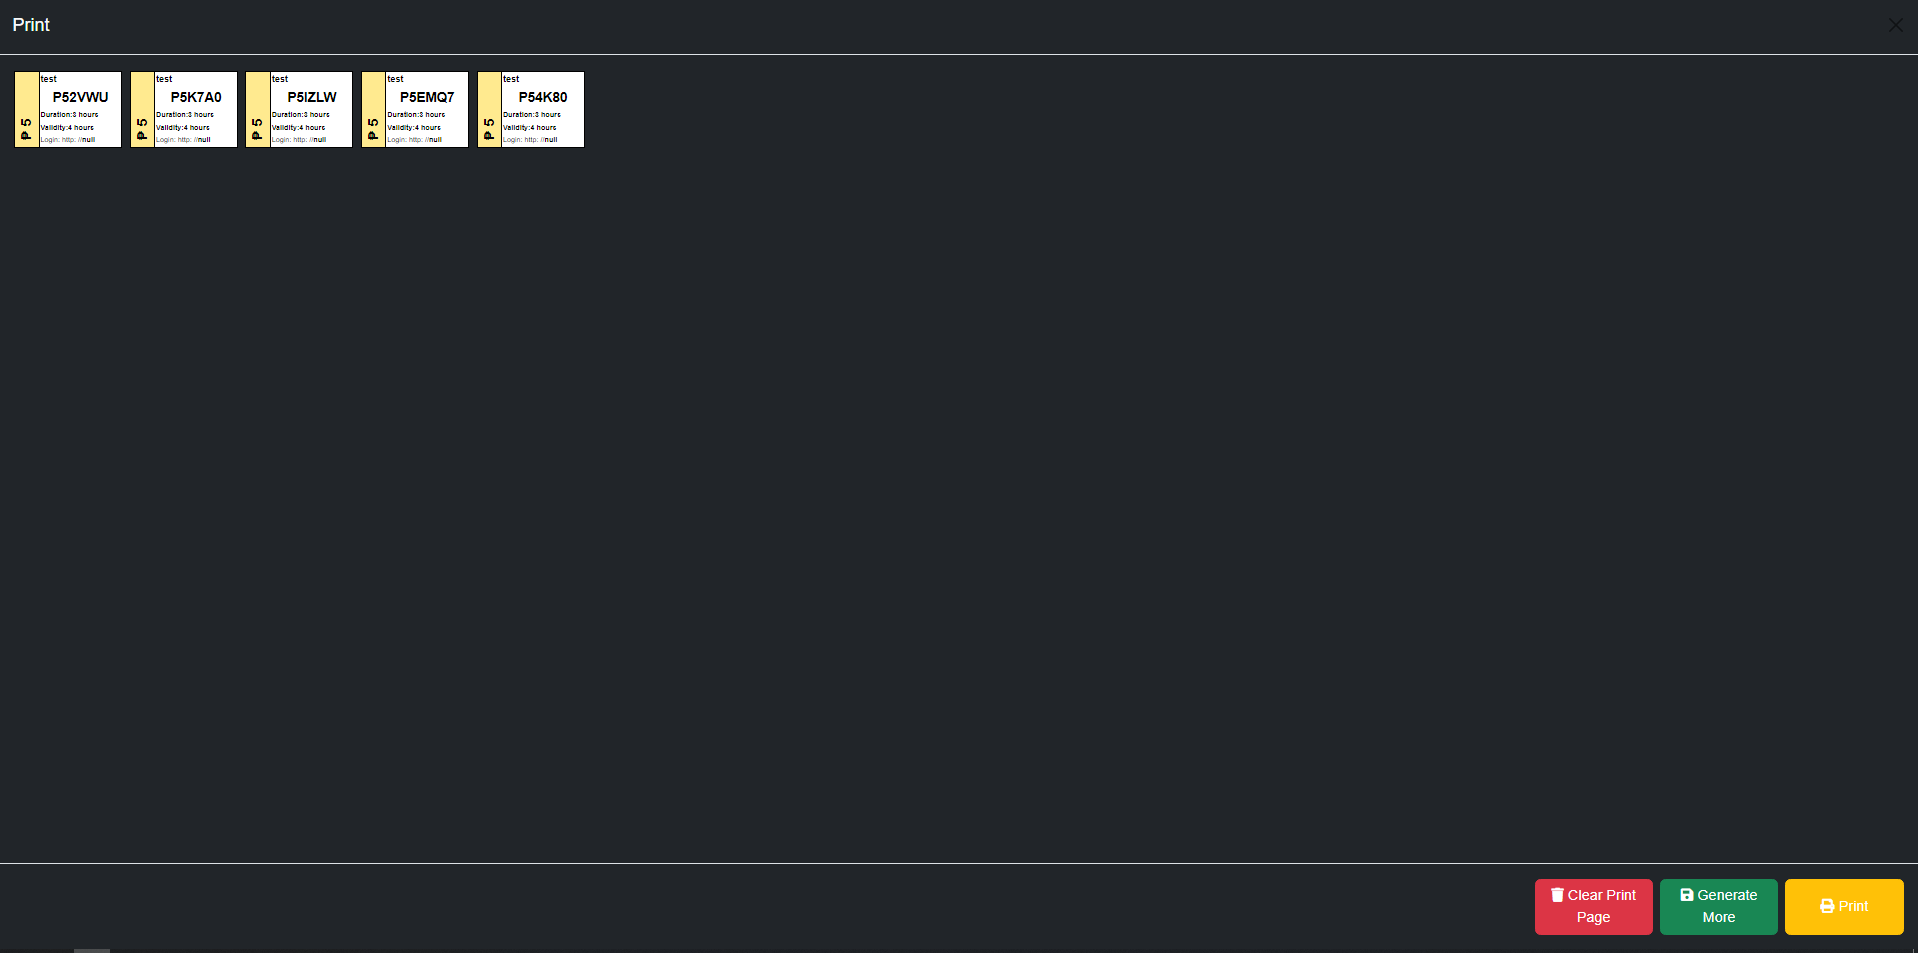 Print
test
P52VWU
Duration:3 hours
Validity:4 hours
Login: http: //null
₱ 5
test
P5K7A0
Duration:3 hours
Validity:4 hours
Login: http: //null
₱ 5
test
P5IZLW
Duration:3 hours
Validity:4 hours
Login: http: //null
₱ 5
test
P5EMQ7
Duration:3 hours
Validity:4 hours
Login: http: //null
₱ 5
test
P54K80
Duration:3 hours
Validity:4 hours
Login: http: //null
₱ 5
Clear Print
Page
Generate
More
Print